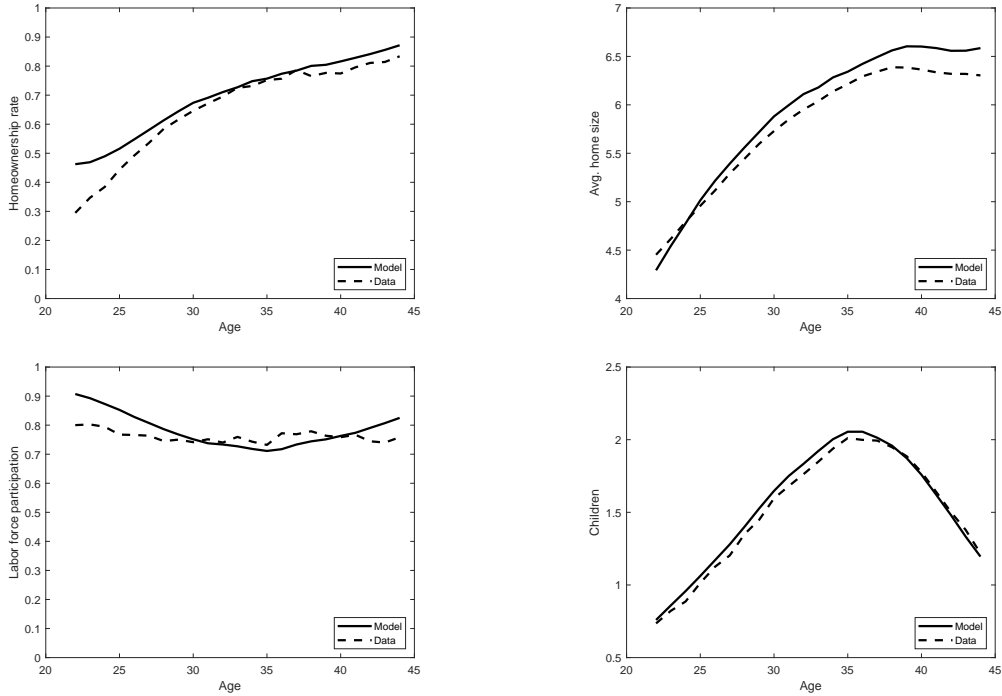 Homeownership rate
1
0.9
0.8
0.7
0.6
0.5
0.4
0.3
0.2
0.1
0
20 25 30 35 40 45
Age
Model
Data
Avg. home size
7
6.5
6
5.5
5
4.5
4
20 25 30 35 40 45
Age
Model
Data
Labor force participation
1
0.9
0.8
0.7
0.6
0.5
0.4
0.3
0.2
0.1
0
20 25 30 35 40 45
Age
Model
Data
Children
2.5
2
1.5
1
0.5
20 25 30 35 40 45
Age
Model
Data